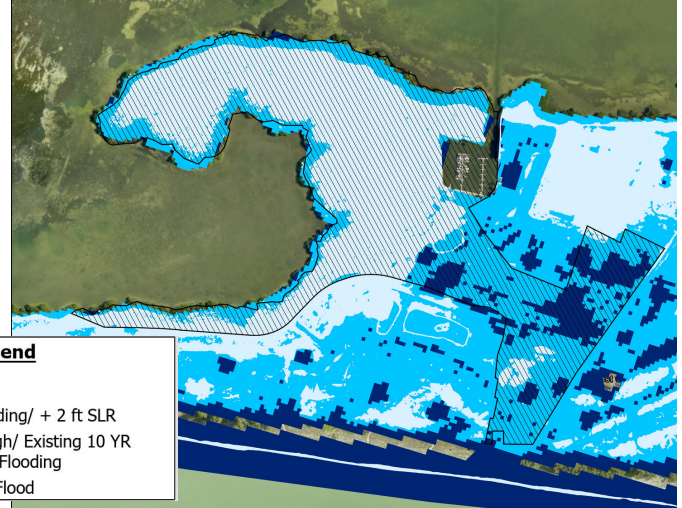 end
ding/ + 2 ft SLR
gh/ Existing 10 YR
Flooding
Flood